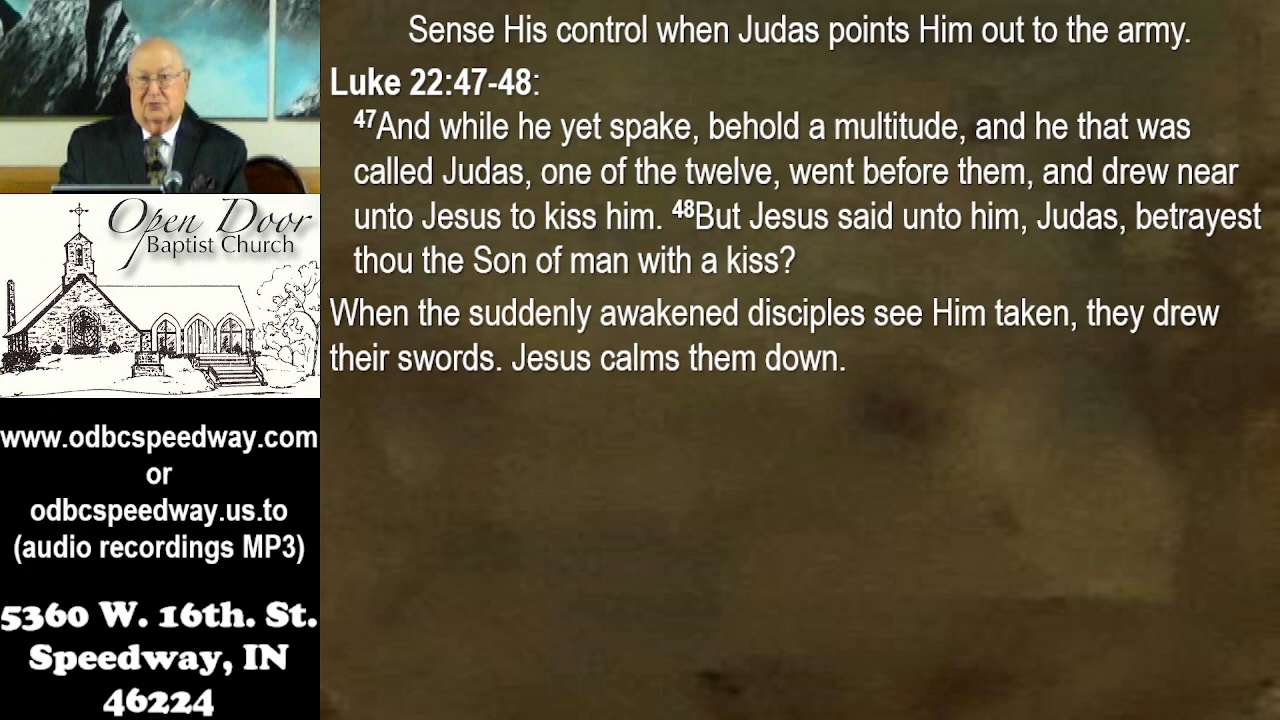 Sense His control when Judas points Him out to the army.
Luke 22:47-48:
47And while he yet spake, behold a multitude, and he that was
called Judas, one of the twelve, went before them, and drew near
unto Jesus to kiss him. 48But Jesus said unto him, Judas, betrayest
thou the Son of man with a kiss?
When the suddenly awakened disciples see Him taken, they drew
their swords. Jesus calms them down.
Open Door
Baptist Church
www.odbcspeedway.com
or
odbcspeedway.us.to
(audio recordings MP3)
5360 W. 16th. St.
Speedway, IN
46224